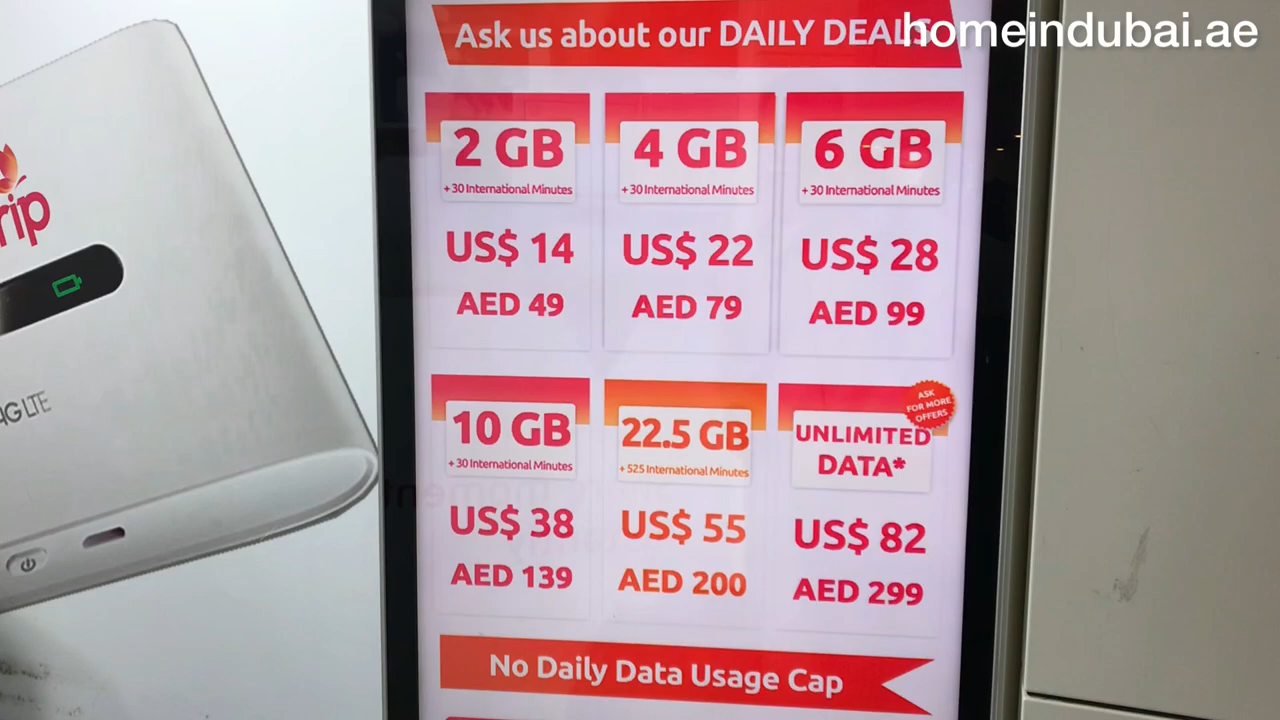 homeindubai.ae
Ask us about our DAILY DEALS
2 GB
+ 30 International Minutes
US$ 14
AED 49
4 GB
+ 30 International Minutes
US$ 22
AED 79
6 GB
+ 30 International Minutes
US$ 28
AED 99
10 GB
+ 30 International Minutes
US$ 38
AED 139
22.5 GB
+ 525 International Minutes
US$ 55
AED 200
ASK
FOR MORE
OFFERS
UNLIMITED
DATA*
US$ 82
AED 299
No Daily Data Usage Cap
rip
4G LTE